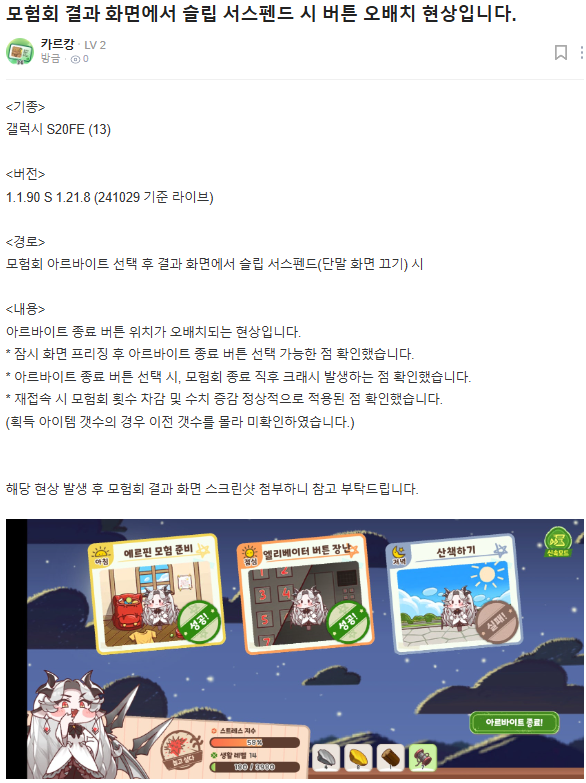 모험회 결과 화면에서 슬립 서스펜드 시 버튼 오배치 현상입니다.
카르캉 · LV 2
방금 · 0
<기종>
갤럭시 S20FE (13)
<버전>
1.1.90 S 1.21.8 (241029 기준 라이브)
<경로>
모험회 아르바이트 선택 후 결과 화면에서 슬립 서스펜드(단말 화면 끄기) 시
<내용>
아르바이트 종료 버튼 위치가 오배치되는 현상입니다.
* 잠시 화면 프리징 후 아르바이트 종료 버튼 선택 가능한 점 확인했습니다.
* 아르바이트 종료 버튼 선택 시, 모험회 종료 직후 크래시 발생하는 점 확인했습니다.
* 재접속 시 모험회 횟수 차감 및 수치 증감 정상적으로 적용된 점 확인했습니다.
(획득 아이템 갯수의 경우 이전 갯수를 몰라 미확인하였습니다.)
해당 현상 발생 후 모험회 결과 화면 스크린샷 첨부하니 참고 부탁드립니다.
아침
에르핀 모험 준비
성공!
점심
엘리베이터 버튼 장난
1 2
3 4
5
7
성공!
저녁
산책하기
실패!
신속모드
아르바이트 종료!
놀고 싶다
스트레스 지수
58%
생활 레벨 14
180 / 3980